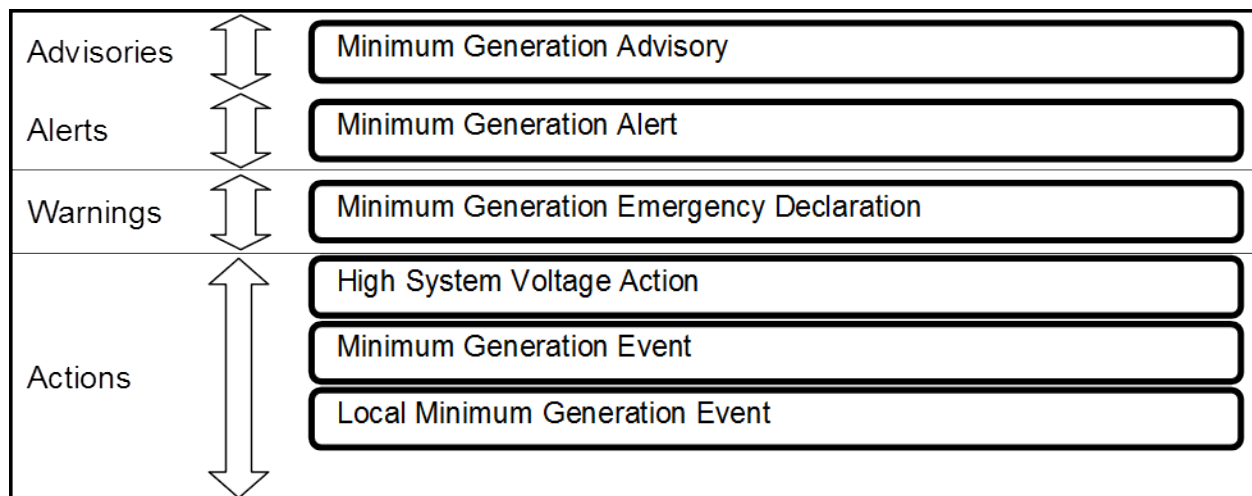 Advisories
Minimum Generation Advisory
Alerts
Minimum Generation Alert
Warnings
Minimum Generation Emergency Declaration
Actions
High System Voltage Action
Minimum Generation Event
Local Minimum Generation Event